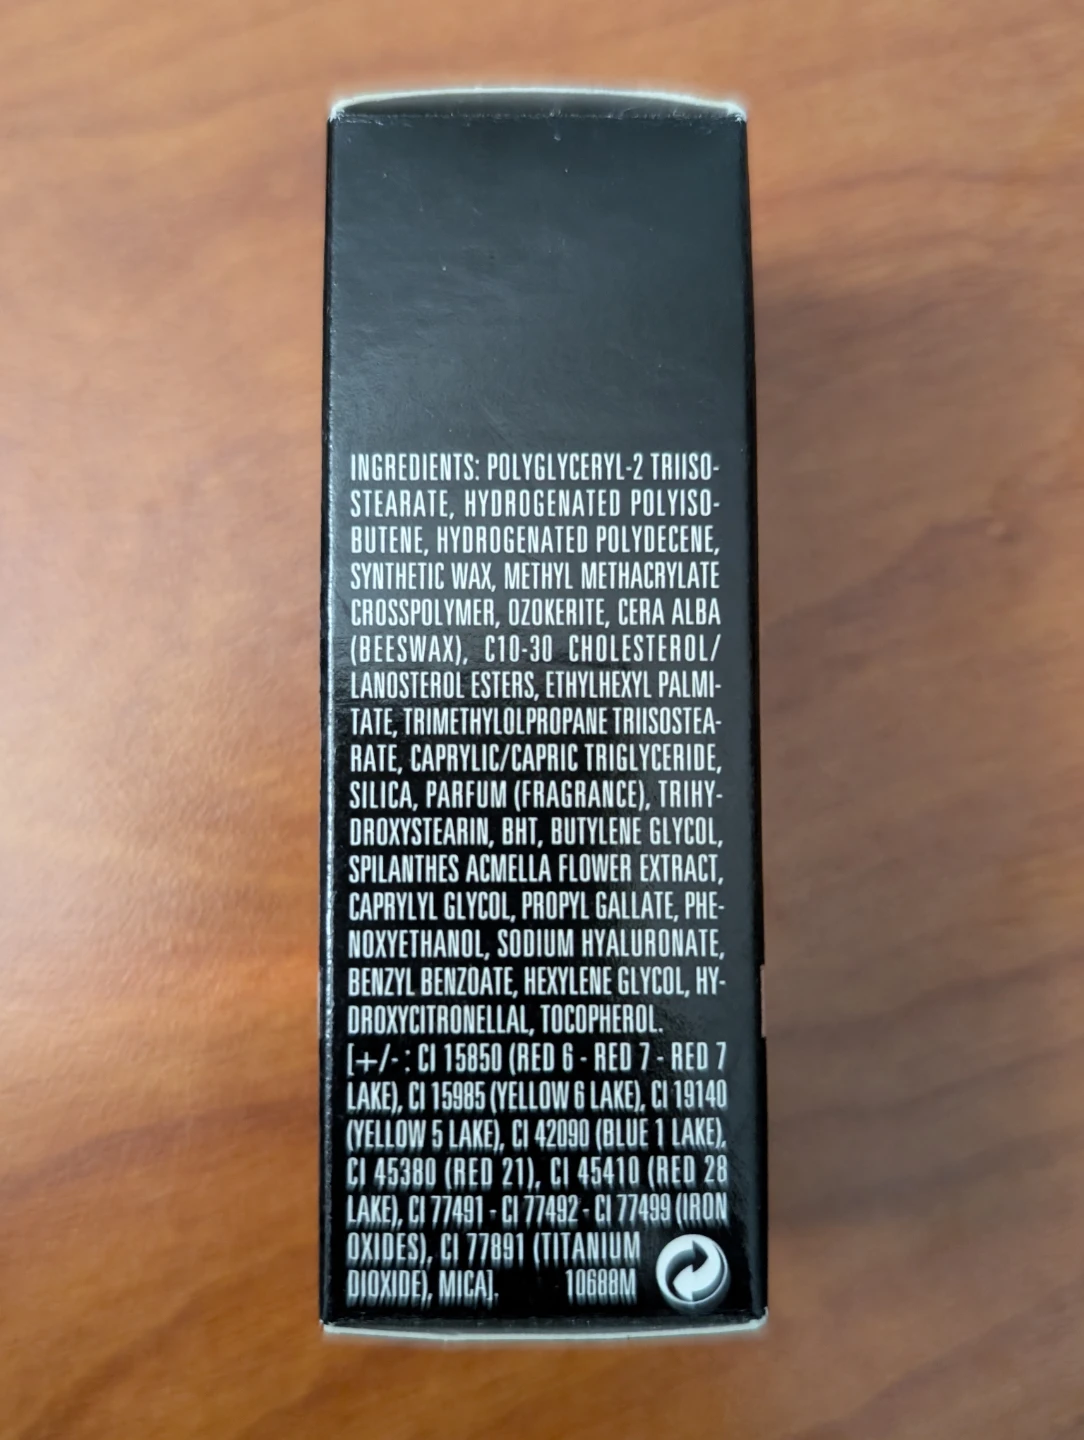 INGREDIENTS: POLYGLYCERYL-2 TRIISO-
STEARATE, HYDROGENATED POLYISO-
BUTENE, HYDROGENATED POLYDECENE,
SYNTHETIC WAX, METHYL METHACRYLATE
CROSSPOLYMER, OZOKERITE, CERA ALBA
(BEESWAX), C10-30 CHOLESTEROL/
LANOSTEROL ESTERS, ETHYLHEXYL PALMI-
TATE, TRIMETHYLOLPROPANE TRIISOSTEA-
RATE, CAPRYLIC/CAPRIC TRIGLYCERIDE,
SILICA, PARFUM (FRAGRANCE), TRIHY-
DROXYSTEARIN, BHT, BUTYLENE GLYCOL,
SPILANTHES ACMELLA FLOWER EXTRACT,
CAPRYLYL GLYCOL, PROPYL GALLATE, PHE-
NOXYETHANOL, SODIUM HYALURONATE,
BENZYL BENZOATE, HEXYLENE GLYCOL, HY-
DROXYCITRONELLAL, TOCOPHEROL.
[+/- : CI 15850 (RED 6 - RED 7 - RED 7
LAKE), CI 15985 (YELLOW 6 LAKE), CI 19140
(YELLOW 5 LAKE), CI 42090 (BLUE 1 LAKE),
CI 45380 (RED 21), CI 45410 (RED 28
LAKE), CI 77491 - CI 77492 - CI 77499 (IRON
OXIDES), CI 77891 (TITANIUM
DIOXIDE), MICA]. 10688M